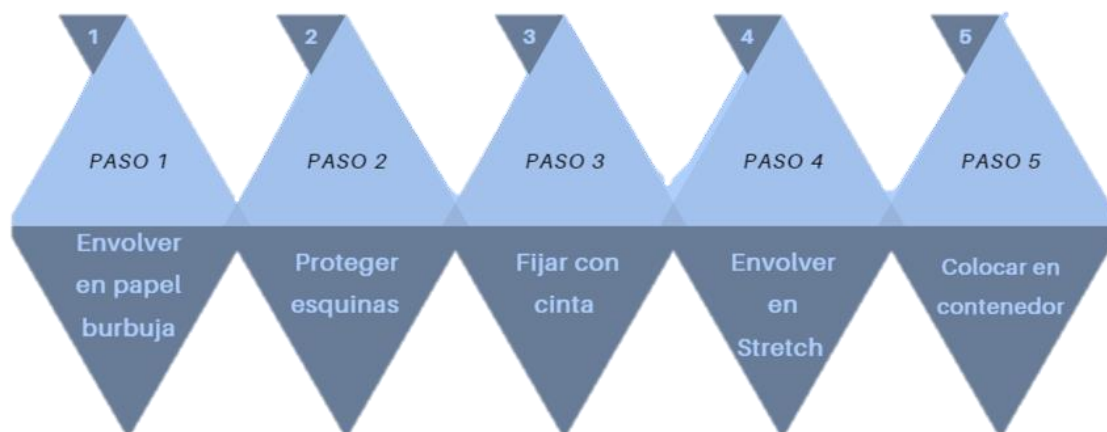 1
2
3
4
5
PASO 1
PASO 2
PASO 3
PASO 4
PASO 5
Envolver
en papel
burbuja
Proteger
esquinas
Fijar con
cinta
Envolver
en
Stretch
Colocar en
contenedor